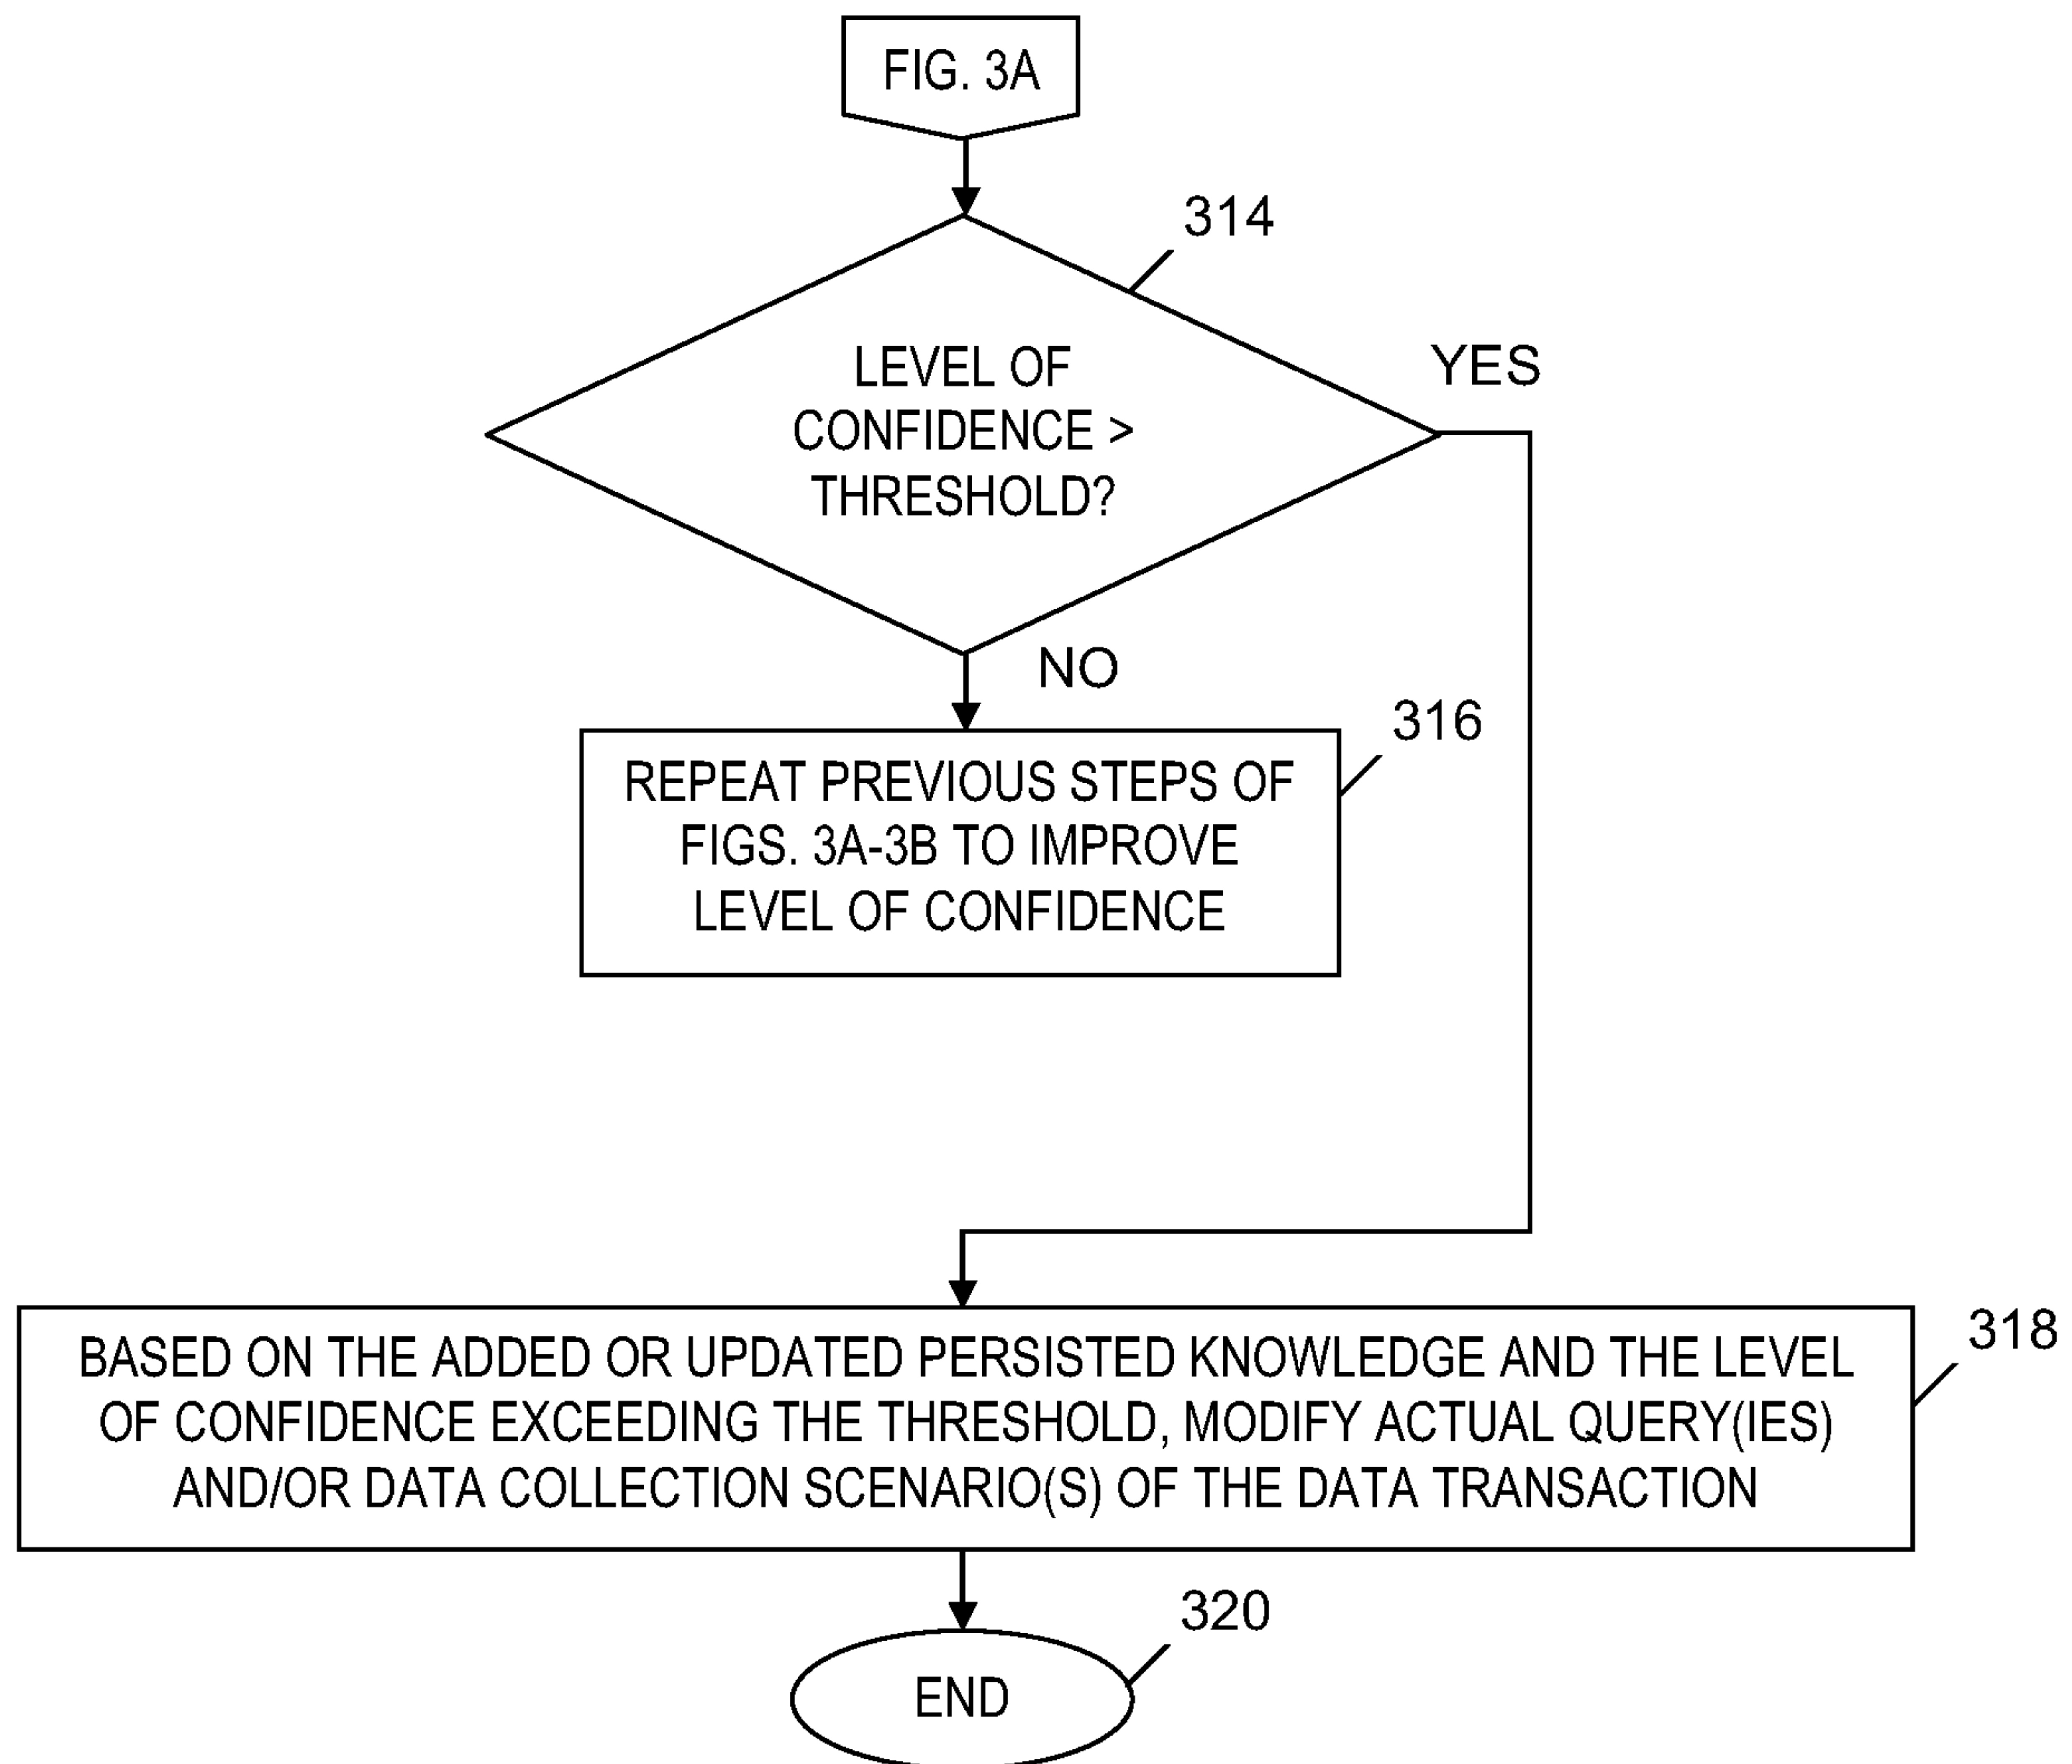 FIG. 3A
314
LEVEL OF
CONFIDENCE >
THRESHOLD?
YES
NO
316
REPEAT PREVIOUS STEPS OF
FIGS. 3A-3B TO IMPROVE
LEVEL OF CONFIDENCE
318
BASED ON THE ADDED OR UPDATED PERSISTED KNOWLEDGE AND THE LEVEL
OF CONFIDENCE EXCEEDING THE THRESHOLD, MODIFY ACTUAL QUERY(IES)
AND/OR DATA COLLECTION SCENARIO(S) OF THE DATA TRANSACTION
320
END